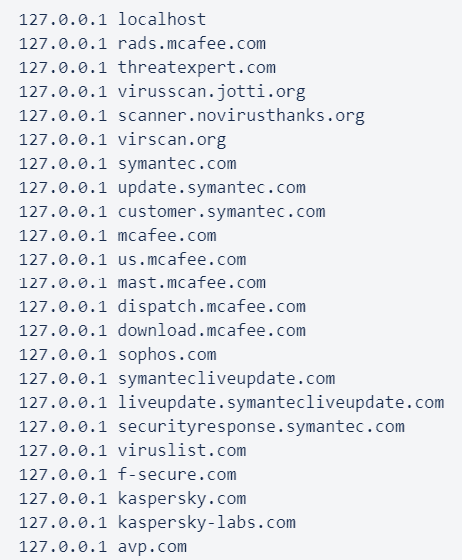 127.0.0.1 localhost
127.0.0.1 rads.mcafee.com
127.0.0.1 threatexpert.com
127.0.0.1 virusscan.jotti.org
127.0.0.1 scanner.novirusthanks.org
127.0.0.1 virscan.org
127.0.0.1 symantec.com
127.0.0.1 update.symantec.com
127.0.0.1 customer.symantec.com
127.0.0.1 mcafee.com
127.0.0.1 us.mcafee.com
127.0.0.1 mast.mcafee.com
127.0.0.1 dispatch.mcafee.com
127.0.0.1 download.mcafee.com
127.0.0.1 sophos.com
127.0.0.1 symantecliveupdate.com
127.0.0.1 liveupdate.symantecliveupdate.com
127.0.0.1 securityresponse.symantec.com
127.0.0.1 viruslist.com
127.0.0.1 f-secure.com
127.0.0.1 kaspersky.com
127.0.0.1 kaspersky-labs.com
127.0.0.1 avp.com